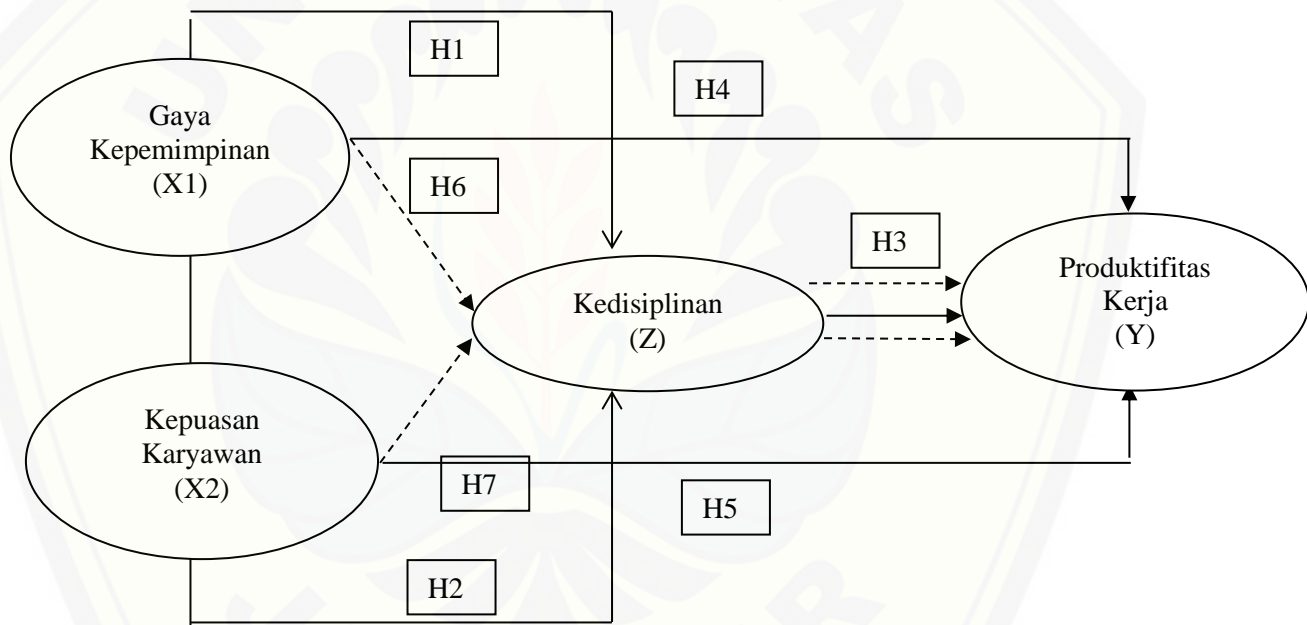 H1
H4
Gaya
Kepemimpinan
(X1)
H6
H3
Produktifitas
Kerja
(Y)
Kedisiplinan
(Z)
Kepuasan
Karyawan
(X2)
H7
H5
H2